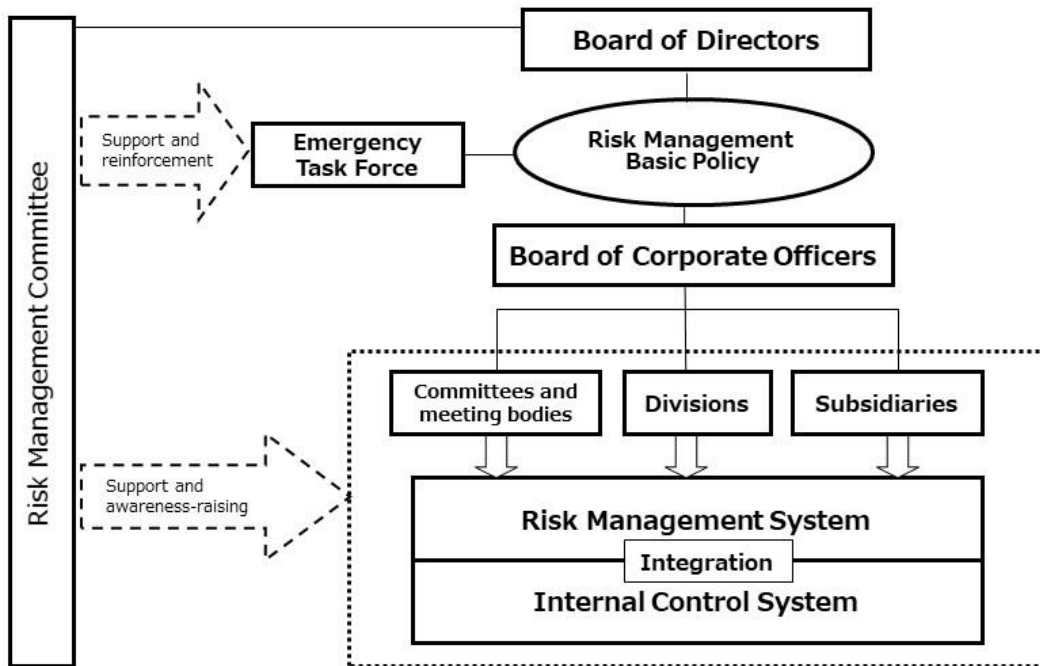 Risk Management Committee
Board of Directors
Support and
reinforcement
Emergency
Task Force
Risk Management
Basic Policy
Board of Corporate Officers
Committees and
meeting bodies
Divisions
Subsidiaries
Support and
awareness-raising
Risk Management System
Integration
Internal Control System